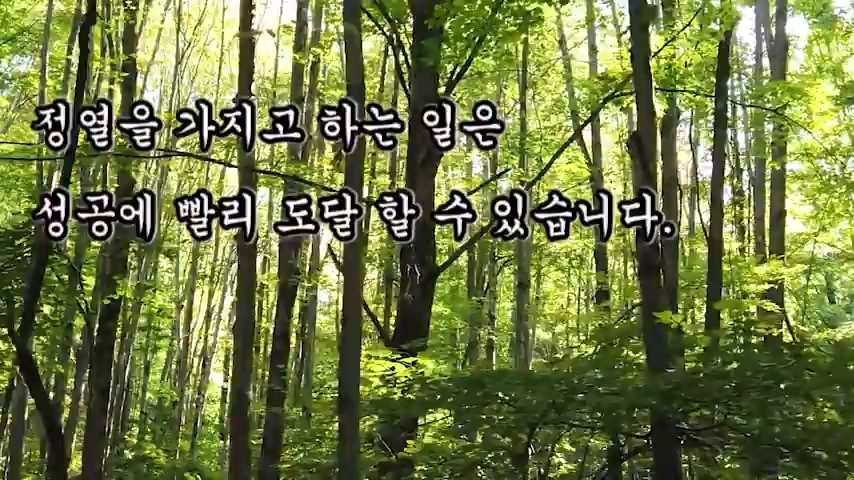 정열을 가지고 하는 일은
성공에 빨리 도달 할 수 있습니다.